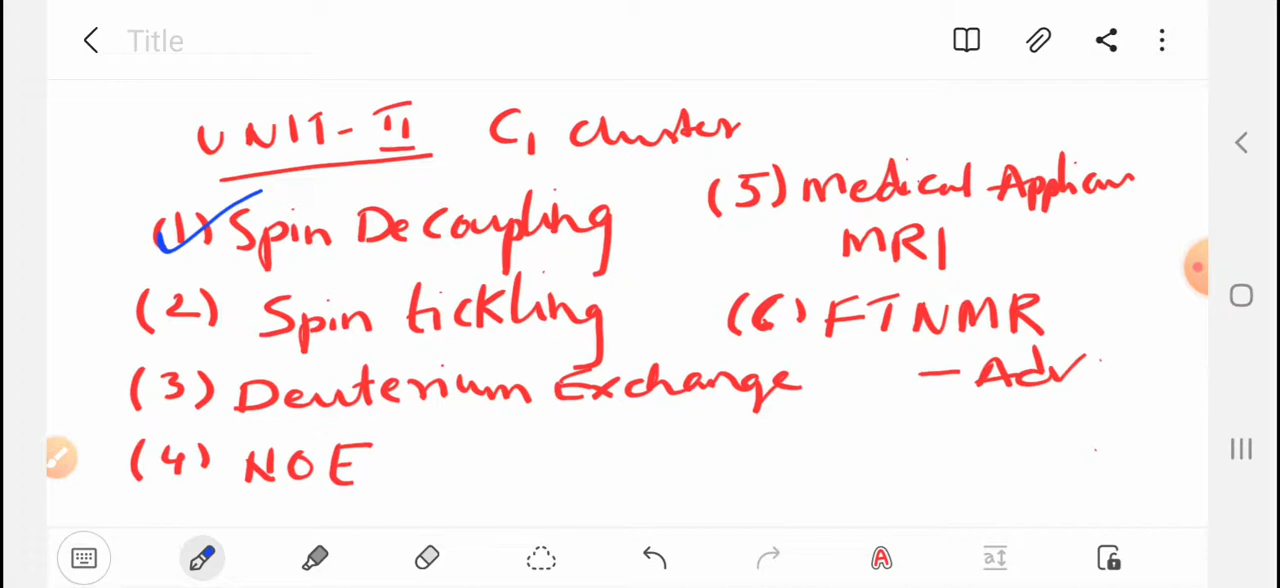 Title
UNIT-II C1 cluster
(1) Spin Decoupling
(2) Spin tickling
(3) Deuterium Exchange
(4) NOE
(5) Medical
MRI
(6) FTNMR
- Adv